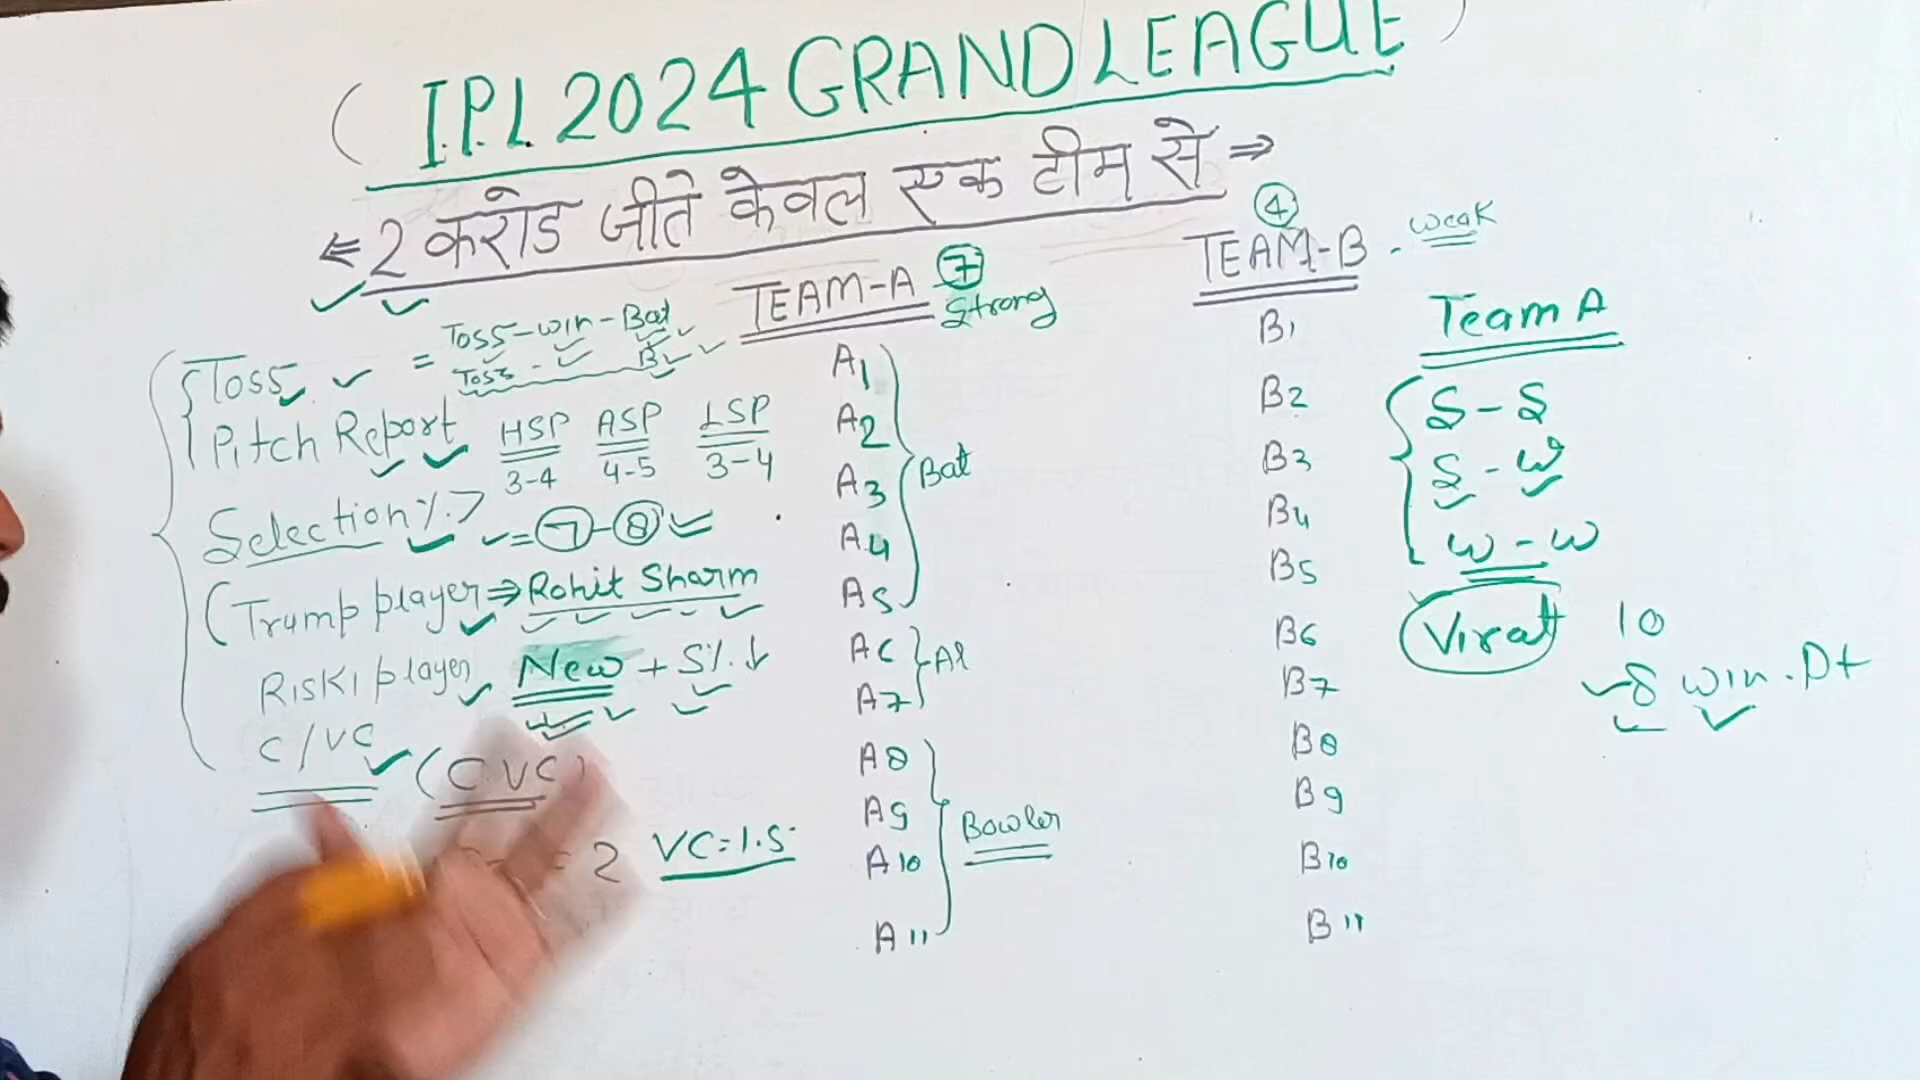 ( I.P.L 2024 GRAND LEAGUE )
⇐ 2 करोड जीते केवल एक टीम से ⇒
TEAM-A 7
Strong
4
TEAM-B - weak
Toss = Toss-win-Bat
Toss -
Pitch Report HSP ASP LSP
3-4 4-5 3-4
Selection % > = 7-8
(Trump player ⇒ Rohit Sharm
Riski player New + S% ↓
C/VC (CVC)
= 2 VC=1.5
A1
A2
A3
A4
A5
Bat
A6
A7
Al
A8
A9
A10
A11
Bowler
B1
B2
B3
B4
B5
B6
B7
B8
B9
B10
B11
Team A
S-S
S-W
W-W
Virat 10
8 win. Pt